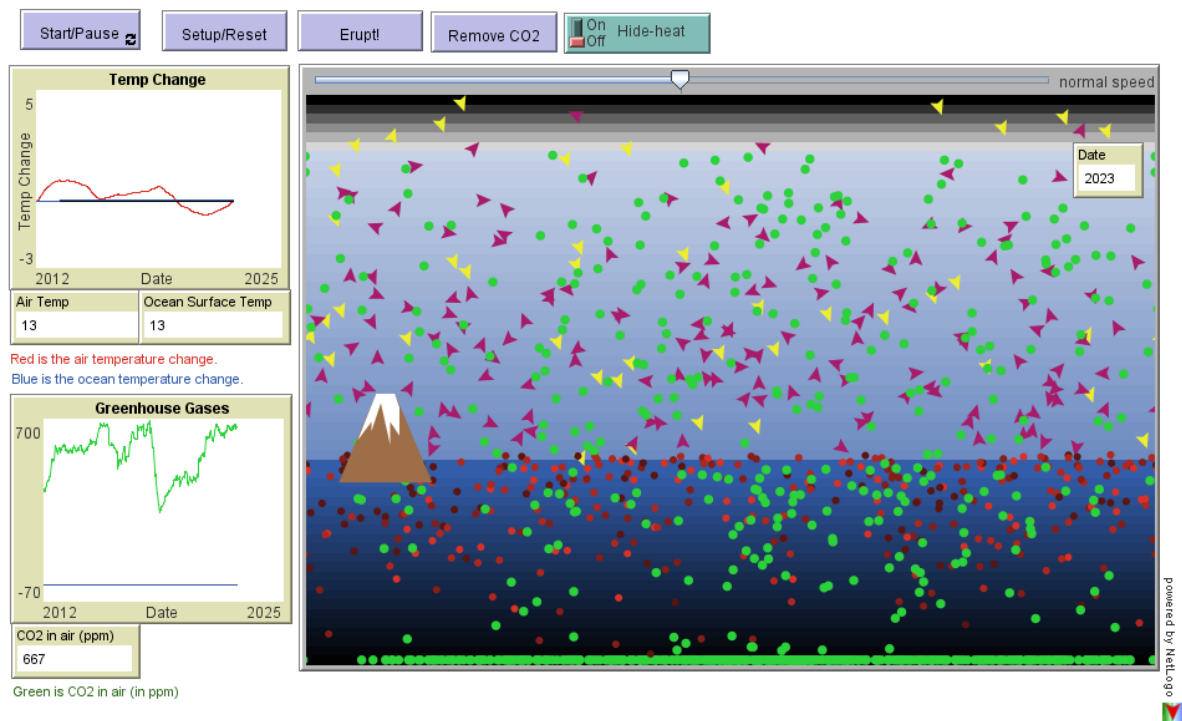 Start/Pause
Setup/Reset
Erupt!
Remove CO2
On
Off
Hide-heat
normal speed
Temp Change
5
Temp Change
-3
2012
Date
2025
Air Temp
13
Ocean Surface Temp
13
Red is the air temperature change.
Blue is the ocean temperature change.
Greenhouse Gases
700
-70
2012
Date
2025
CO2 in air (ppm)
667
Green is CO2 in air (in ppm)
Date
2023
powered by NetLogo